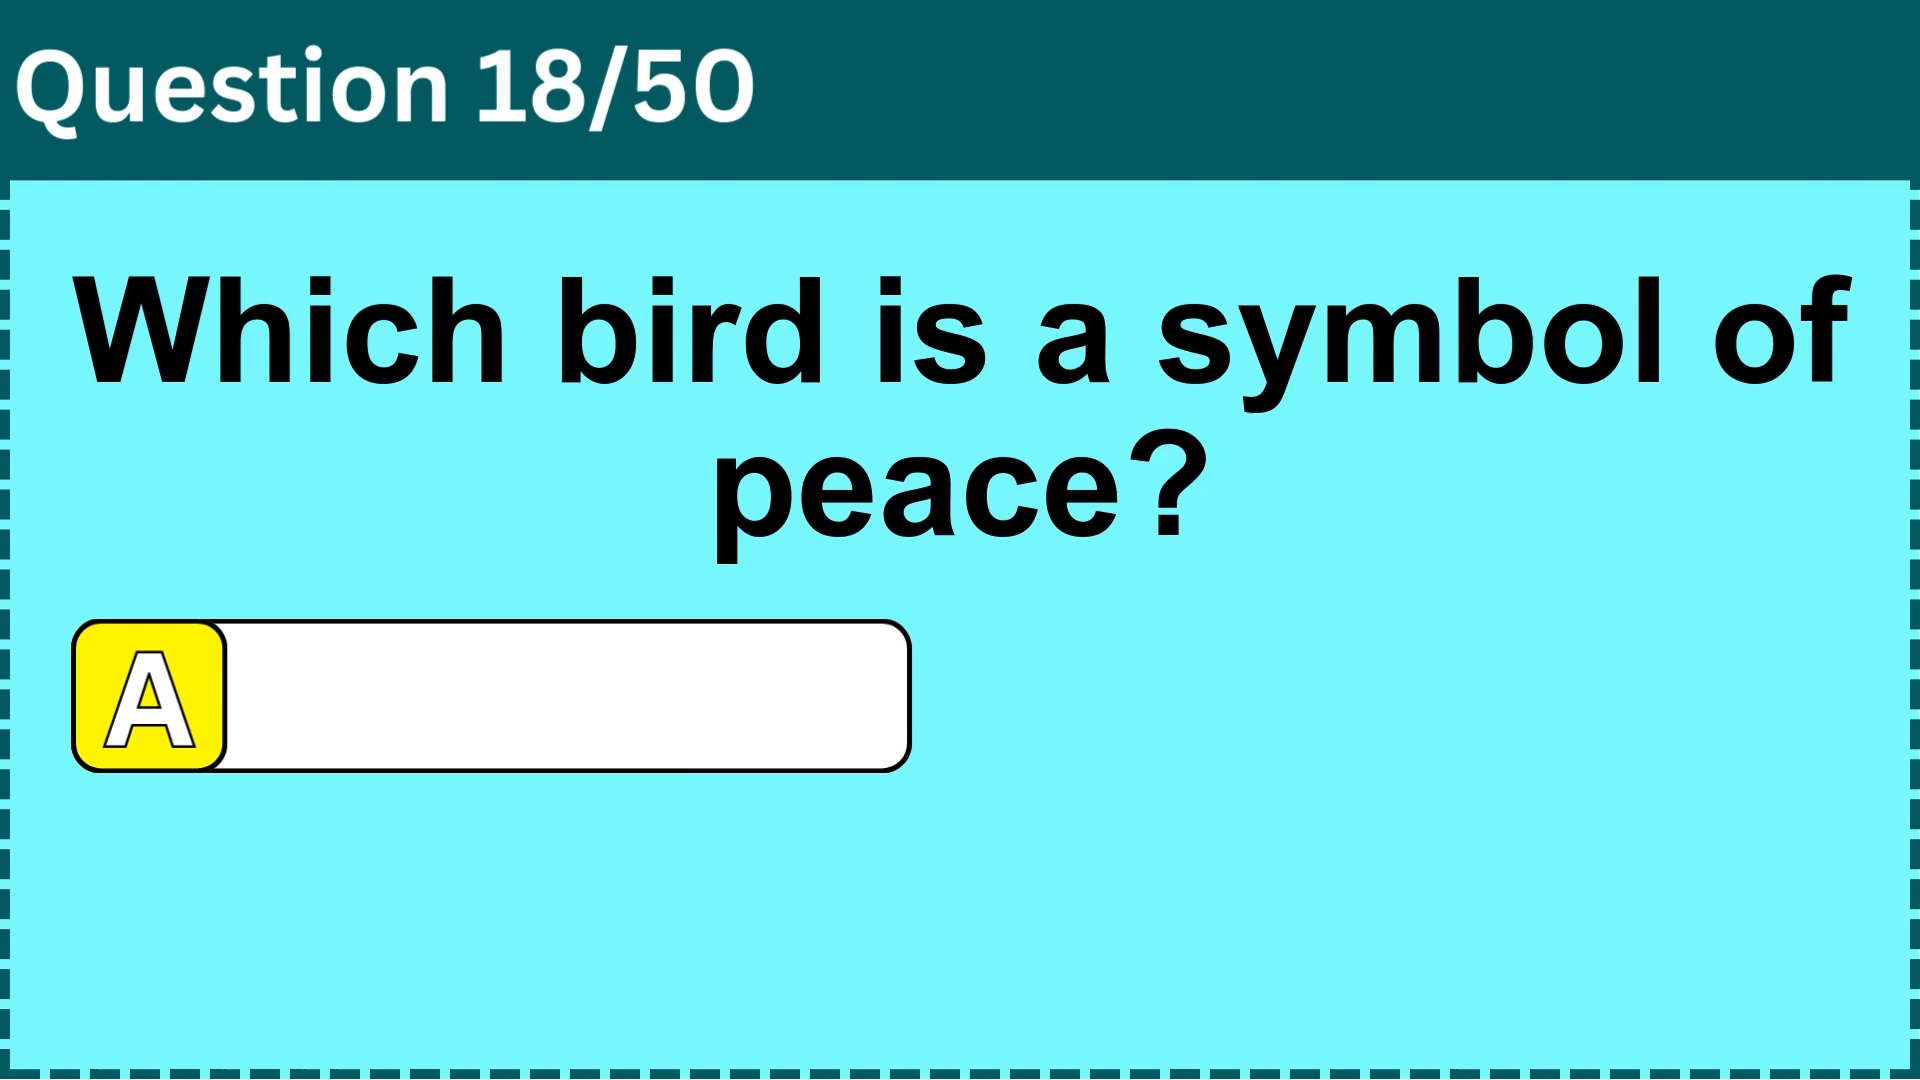 Question 18/50
Which bird is a symbol of
peace?
A